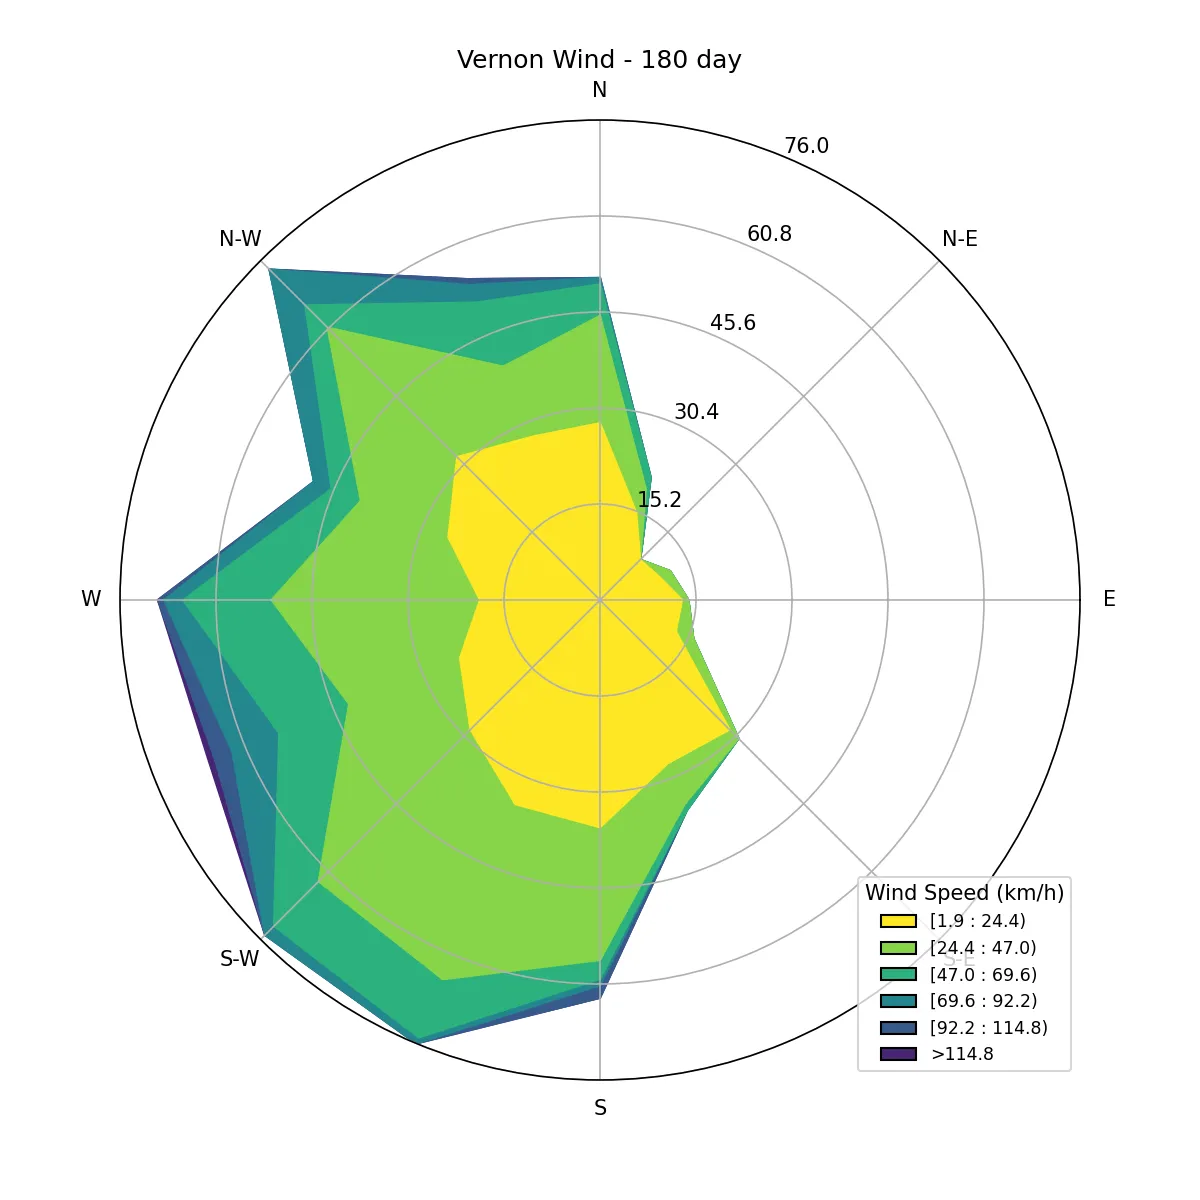 Vernon Wind - 180 day
N
76.0
60.8
N-W
N-E
45.6
30.4
15.2
W
E
S-W
S-E
S
Wind Speed (km/h)
[1.9 : 24.4)
[24.4 : 47.0)
[47.0 : 69.6)
[69.6 : 92.2)
[92.2 : 114.8)
>114.8